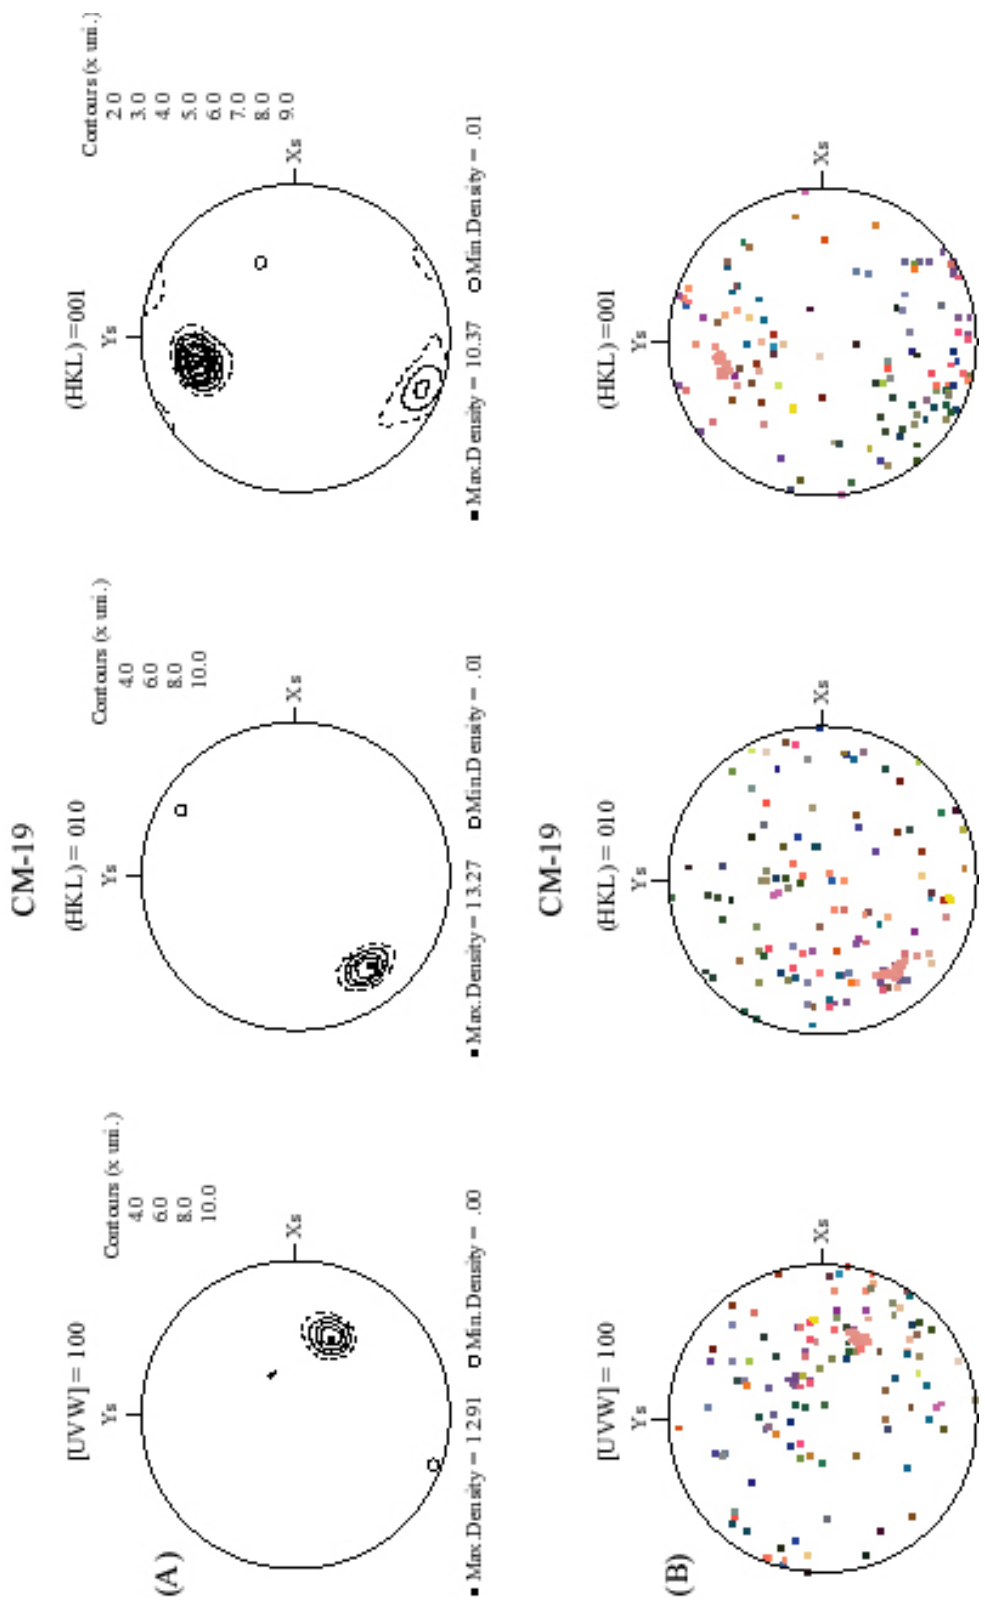 CM-19
(A)
[UVW] = 100
Ys
Xs
Contours (x uni.)
4.0
6.0
8.0
10.0
Max.Density = 12.91 Min.Density = .00
(HKL) = 010
Ys
Xs
Contours (x uni.)
4.0
6.0
8.0
10.0
Max.Density = 13.27 Min.Density = .01
(HKL) =001
Ys
Xs
Contours (x uni.)
2.0
3.0
4.0
5.0
6.0
7.0
8.0
9.0
Max.Density = 10.37 Min.Density = .01
CM-19
(B)
[UVW] = 100
Ys
Xs
(HKL) = 010
Ys
Xs
(HKL) =001
Ys
Xs